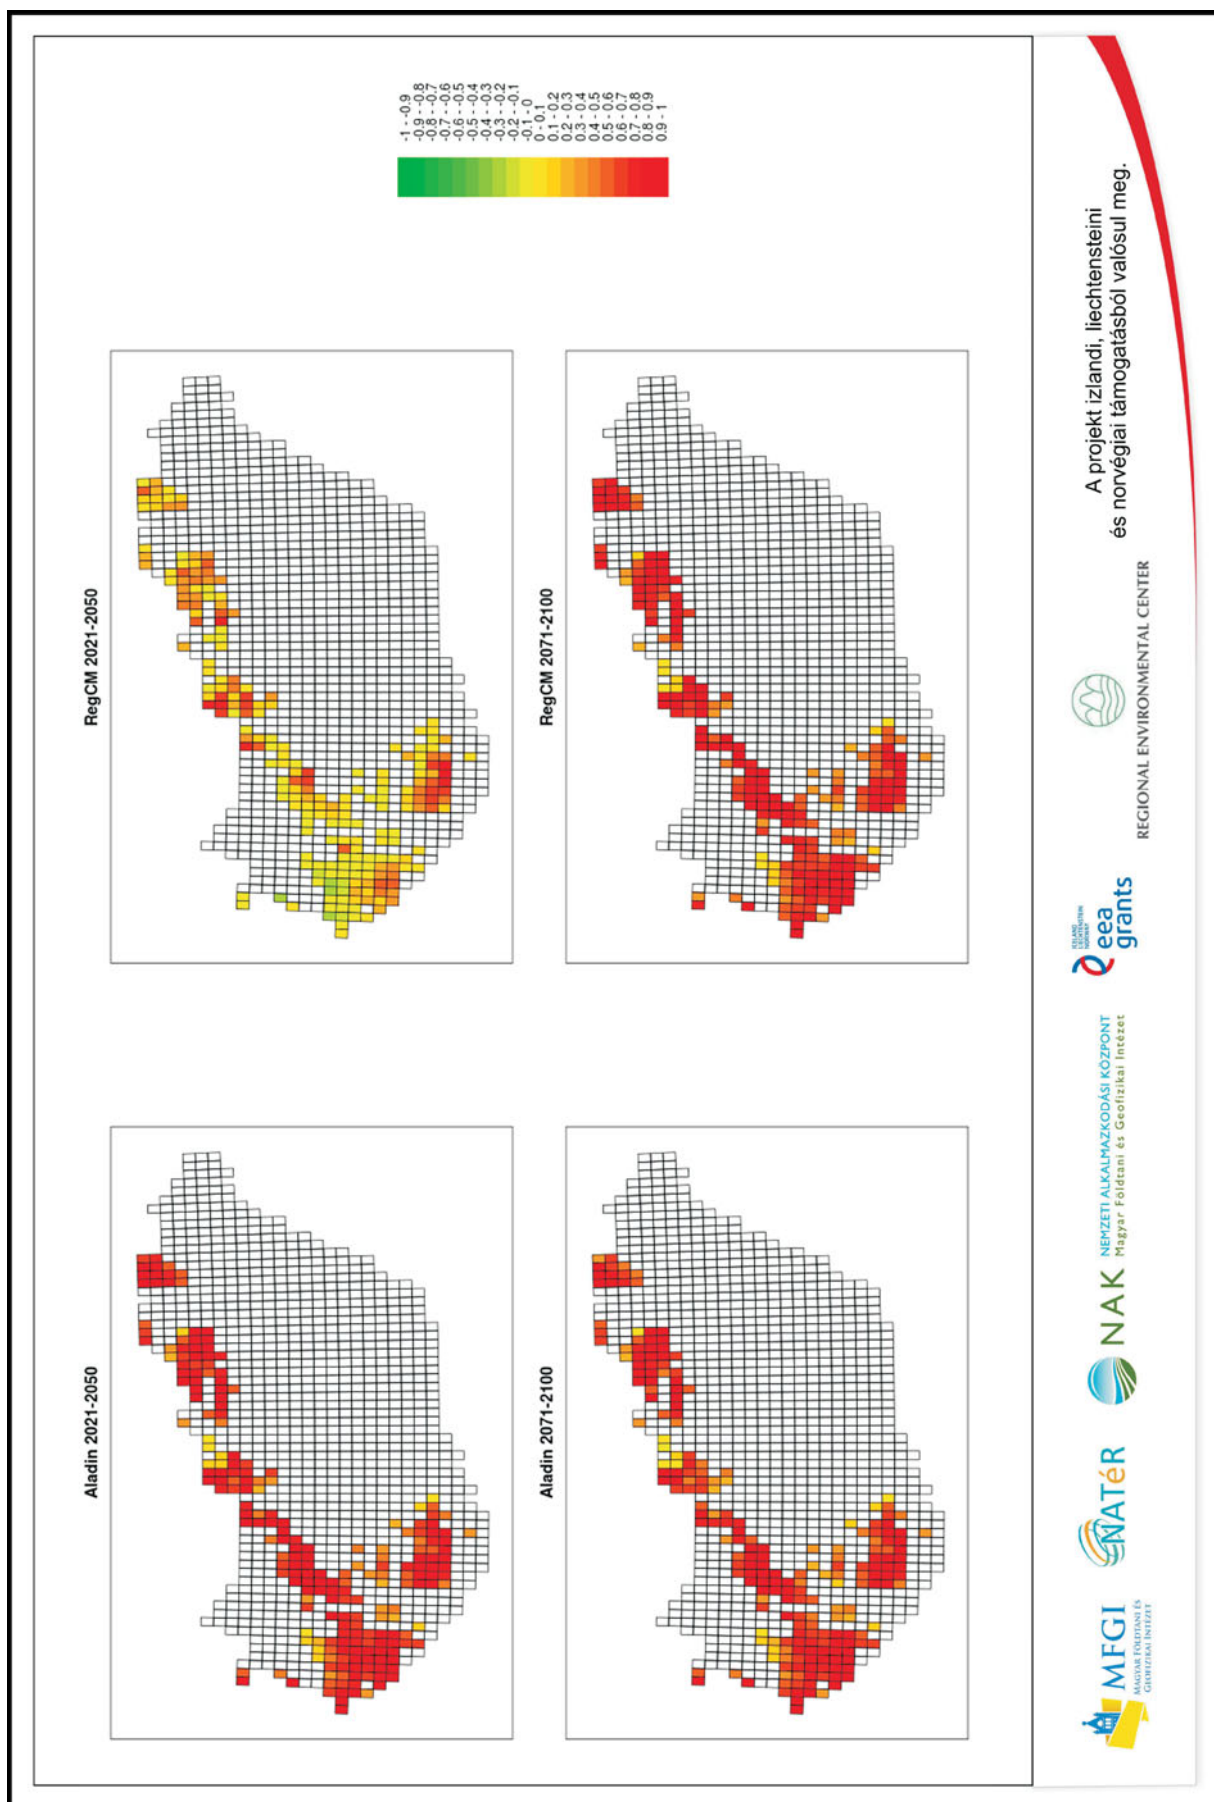 Aladin 2021-2050
RegCM 2021-2050
-1 - -0.9
-0.9 - -0.8
-0.8 - -0.7
-0.7 - -0.6
-0.6 - -0.5
-0.5 - -0.4
-0.4 - -0.3
-0.3 - -0.2
-0.2 - -0.1
-0.1 - 0
0 - 0.1
0.1 - 0.2
0.2 - 0.3
0.3 - 0.4
0.4 - 0.5
0.5 - 0.6
0.6 - 0.7
0.7 - 0.8
0.8 - 0.9
0.9 - 1
Aladin 2071-2100
RegCM 2071-2100
MFGI
MAGYAR FÖLDTANI ÉS
GEOFIZIKAI INTÉZET
NATéR
NAK
NEMZETI ALKALMAZKODÁSI KÖZPONT
Magyar Földtani és Geofizikai Intézet
ICELAND
LIECHTENSTEIN
NORWAY
eea
grants
REGIONAL ENVIRONMENTAL CENTER
A projekt izlandi, liechtensteini
és norvégiai támogatásból valósul meg.